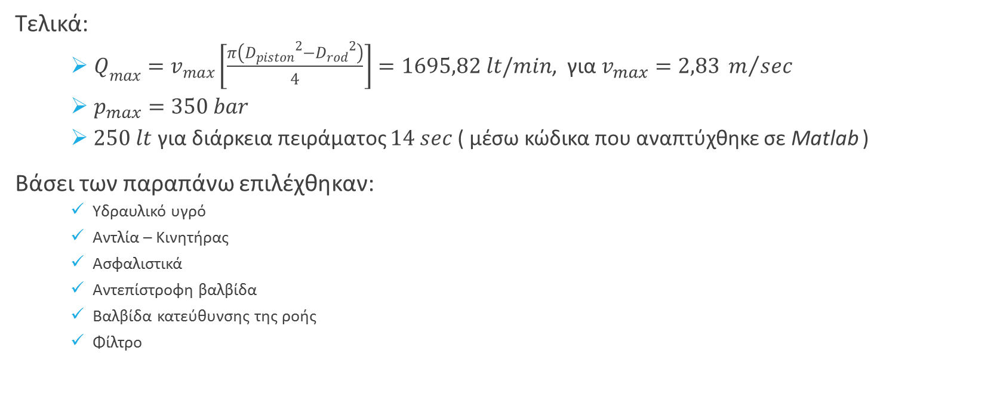 Τελικά:
➢ $Q_{max} = v_{max}\left[\frac{\pi(D_{piston}^2 - D_{rod}^2)}{4}\right] = 1695,82\ lt/min,$ για $v_{max} = 2,83\ m/sec$
➢ $p_{max} = 350\ bar$
➢ 250 lt για διάρκεια πειράματος 14 sec ( μέσω κώδικα που αναπτύχθηκε σε Matlab )
Βάσει των παραπάνω επιλέχθηκαν:
✓ Υδραυλικό υγρό
✓ Αντλία – Κινητήρας
✓ Ασφαλιστικά
✓ Αντεπίστροφη βαλβίδα
✓ Βαλβίδα κατεύθυνσης της ροής
✓ Φίλτρο